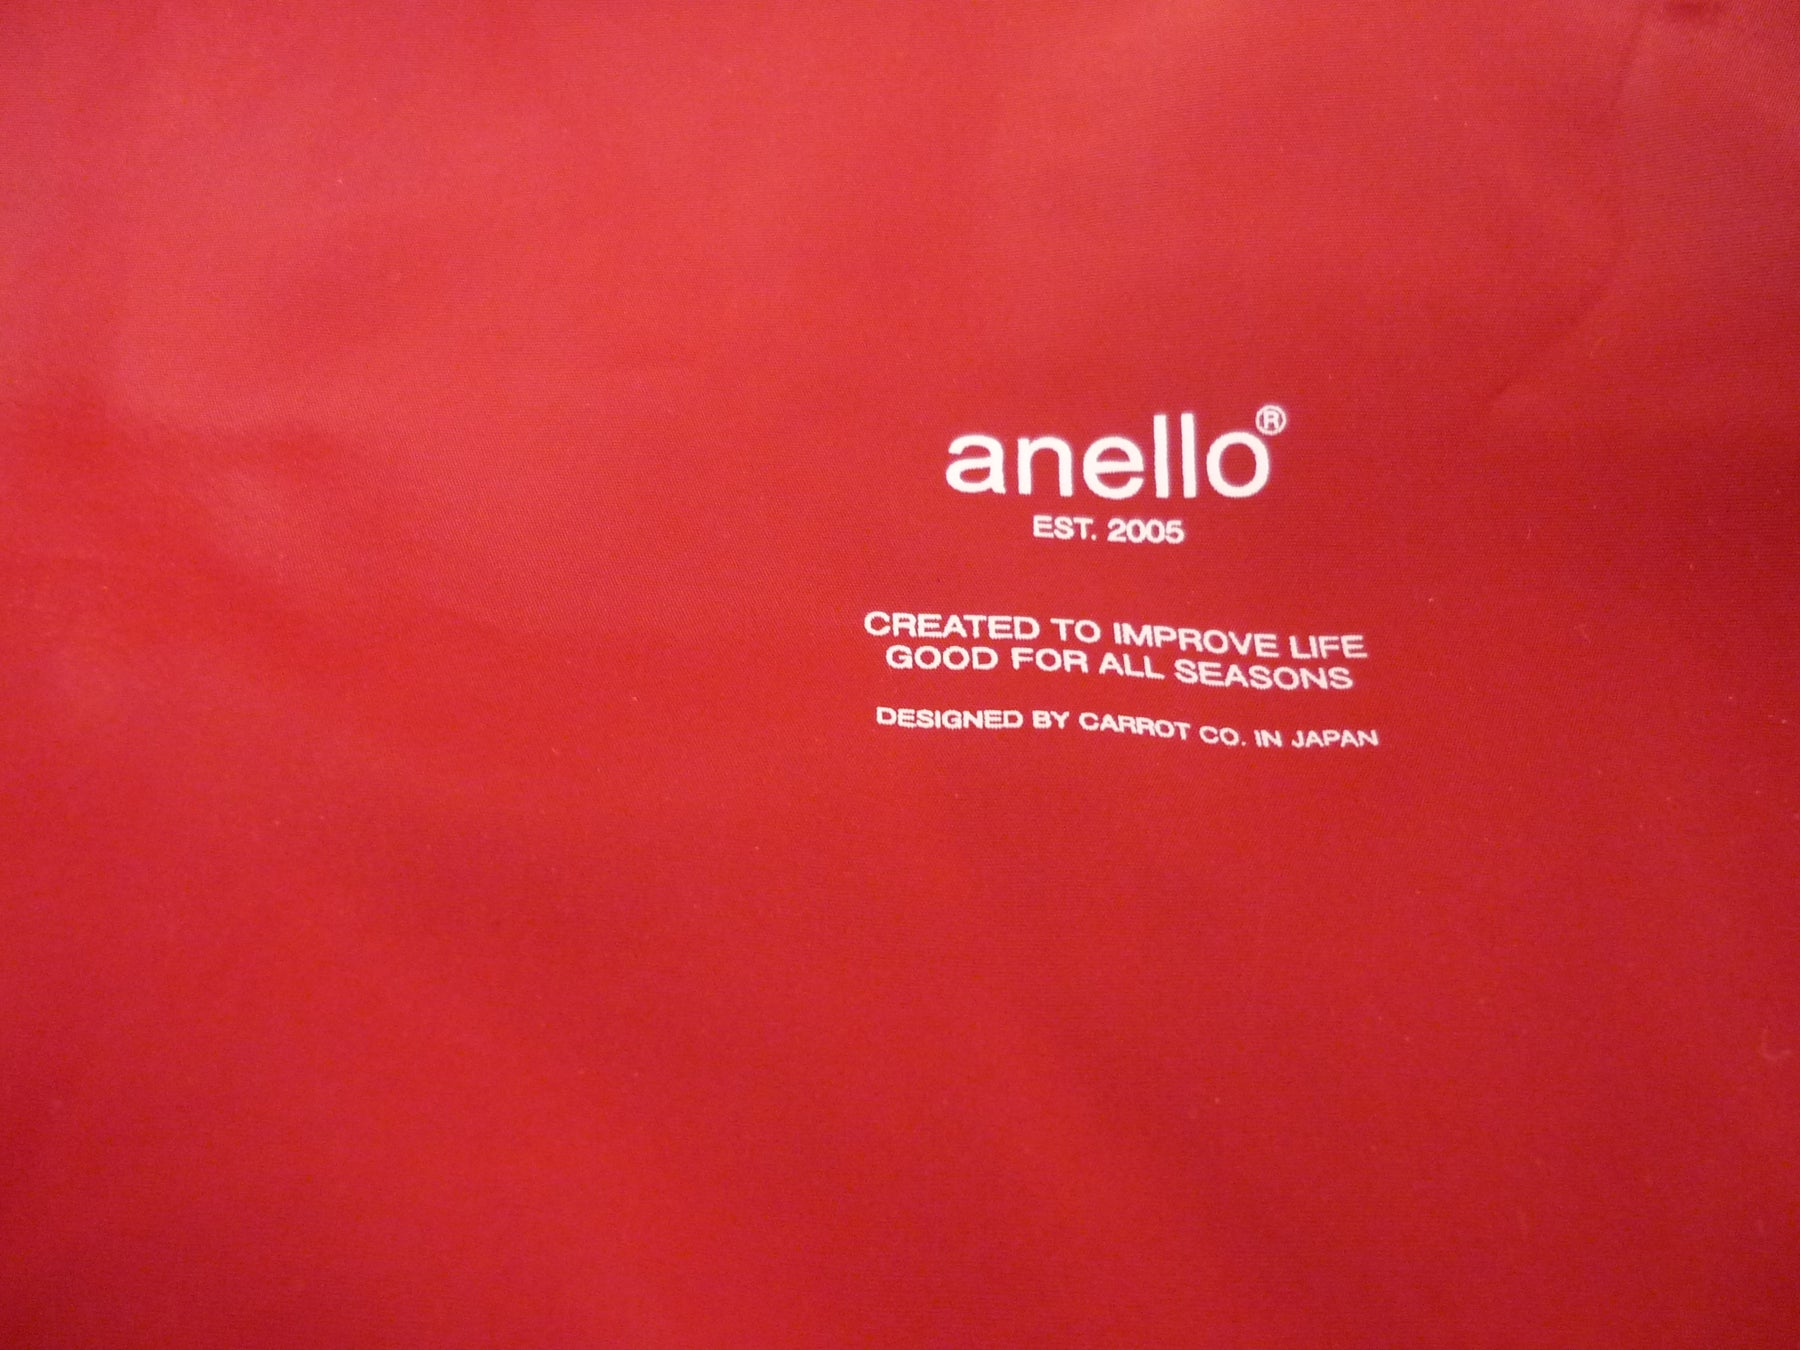 anello®
EST. 2005
CREATED TO IMPROVE LIFE
GOOD FOR ALL SEASONS
DESIGNED BY CARROT CO. IN JAPAN